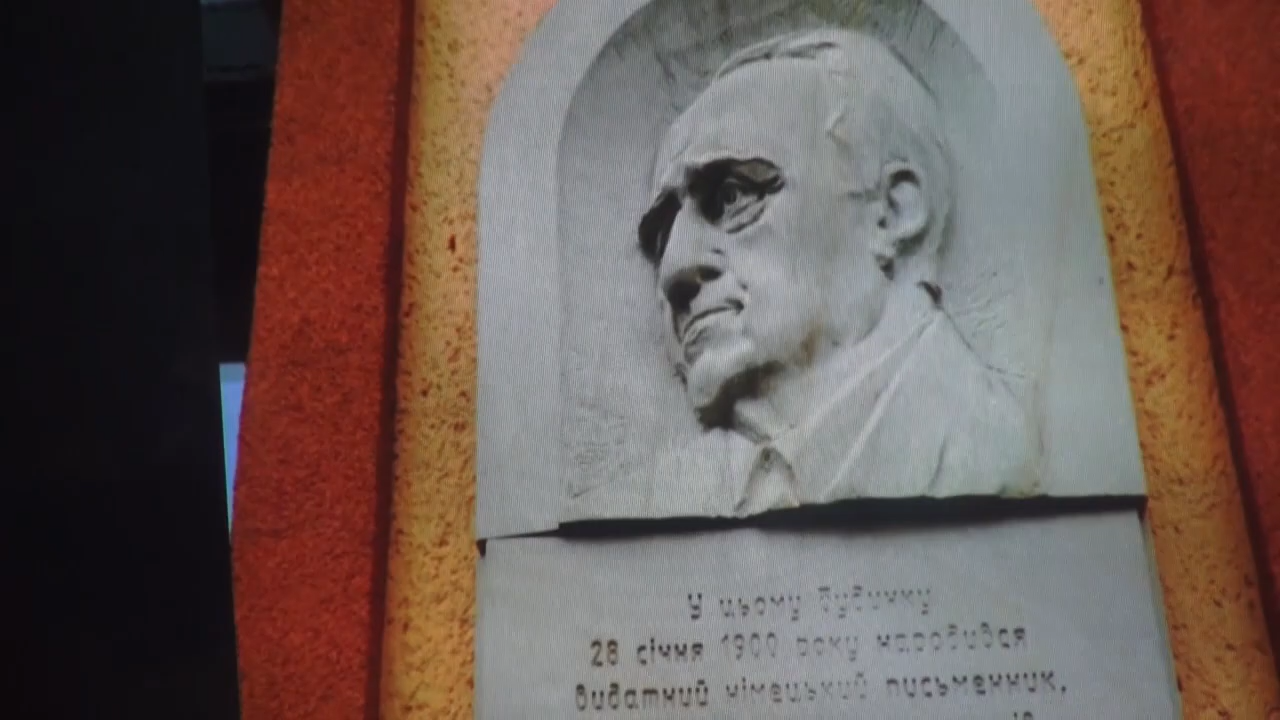 У цьому будинку
28 січня 1900 року народився
видатний німецький письменник,